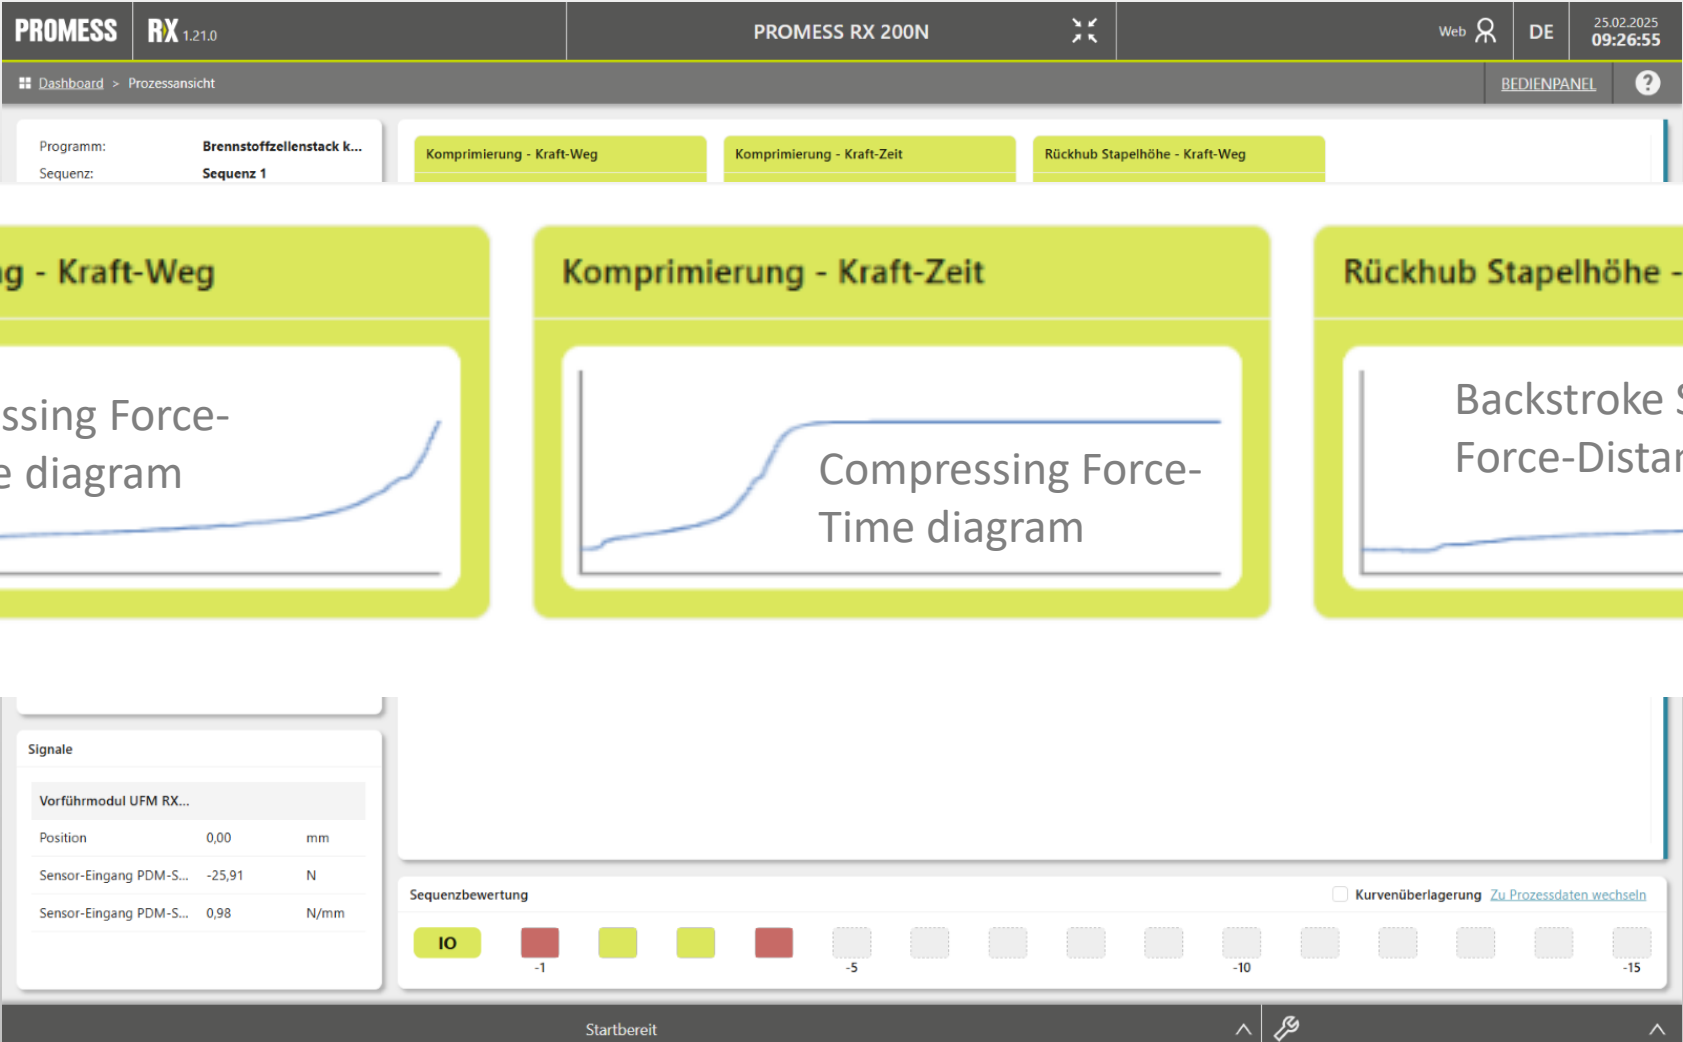 PROMESS RX 1.21.0 PROMESS RX 200N Web DE 25.02.2025
09:26:55
Dashboard > Prozessansicht BEDIENPANEL ?
Programm: Brennstoffzellenstack k...
Sequenz: Sequenz 1
Komprimierung - Kraft-Weg
Komprimierung - Kraft-Zeit
Rückhub Stapelhöhe - Kraft-Weg
g - Kraft-Weg
ssing Force-
e diagram
Komprimierung - Kraft-Zeit
Compressing Force-
Time diagram
Rückhub Stapelhöhe -
Backstroke S
Force-Distan
Signale
Vorführmodul UFM RX...
Position 0,00 mm
Sensor-Eingang PDM-S... -25,91 N
Sensor-Eingang PDM-S... 0,98 N/mm
Sequenzbewertung Kurvenüberlagerung Zu Prozessdaten wechseln
IO
-1 -5 -10 -15
Startbereit